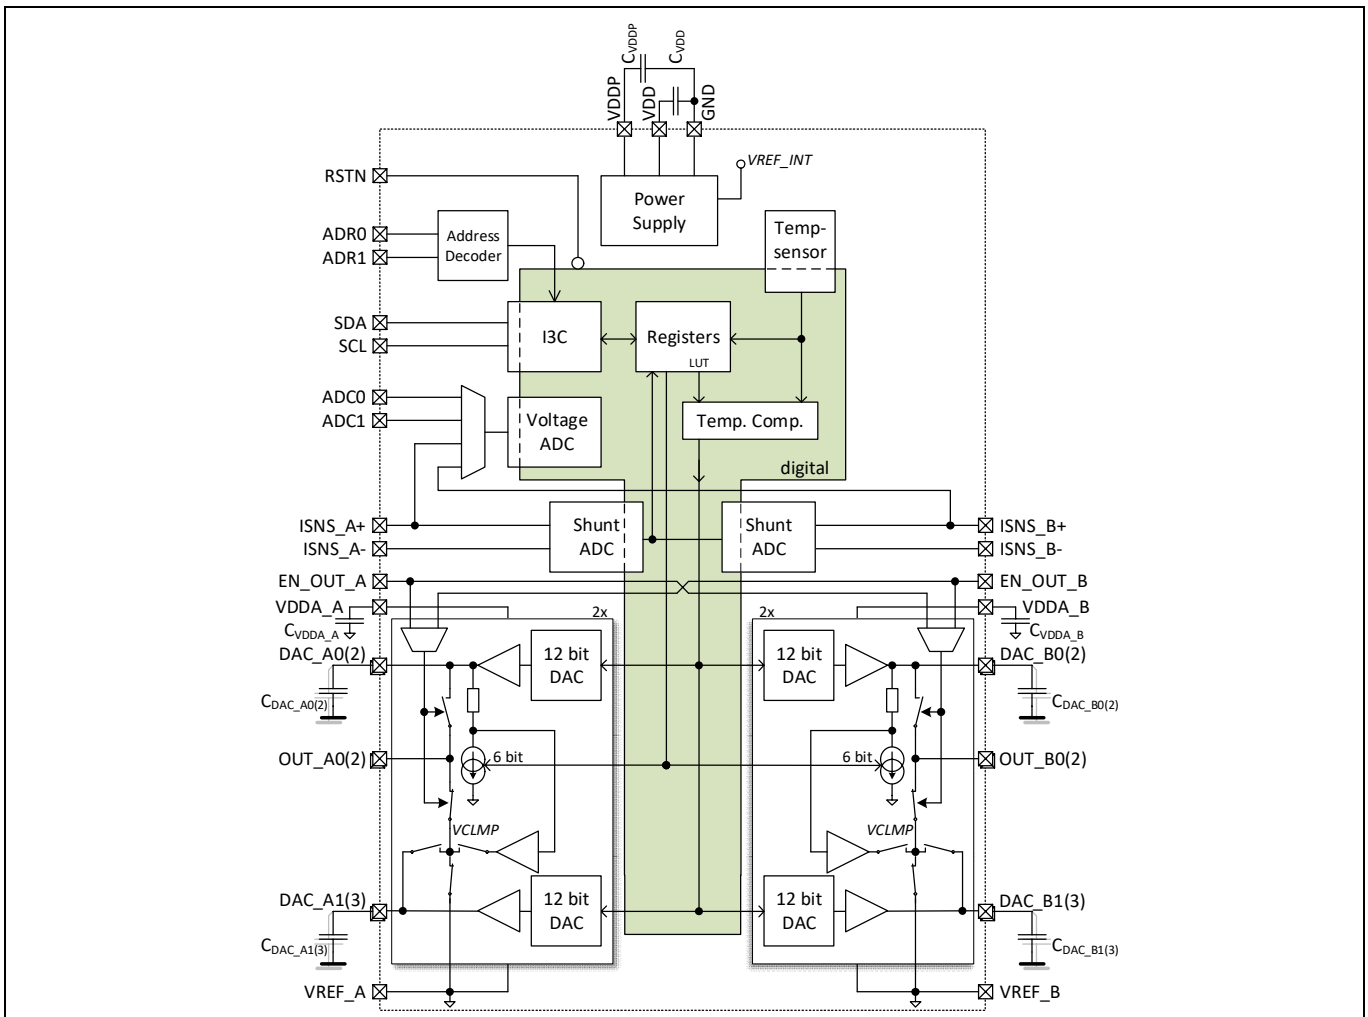 CVDDP
CVDD
VDDP
VDD
GND
VREF_INT
RSTN
Power
Supply
Temp-
sensor
ADR0
ADR1
Address
Decoder
SDA
SCL
I3C
Registers
LUT
ADC0
ADC1
Voltage
ADC
Temp. Comp.
digital
ISNS_A+
ISNS_A-
Shunt
ADC
Shunt
ADC
ISNS_B+
ISNS_B-
EN_OUT_A
EN_OUT_B
VDDA_A
2x
2x
VDDA_B
CVDDA_A
CVDDA_B
DAC_A0(2)
12 bit
DAC
12 bit
DAC
DAC_B0(2)
CDAC_A0(2)
CDAC_B0(2)
OUT_A0(2)
6 bit
6 bit
OUT_B0(2)
VCLMP
VCLMP
DAC_A1(3)
12 bit
DAC
12 bit
DAC
DAC_B1(3)
CDAC_A1(3)
CDAC_B1(3)
VREF_A
VREF_B